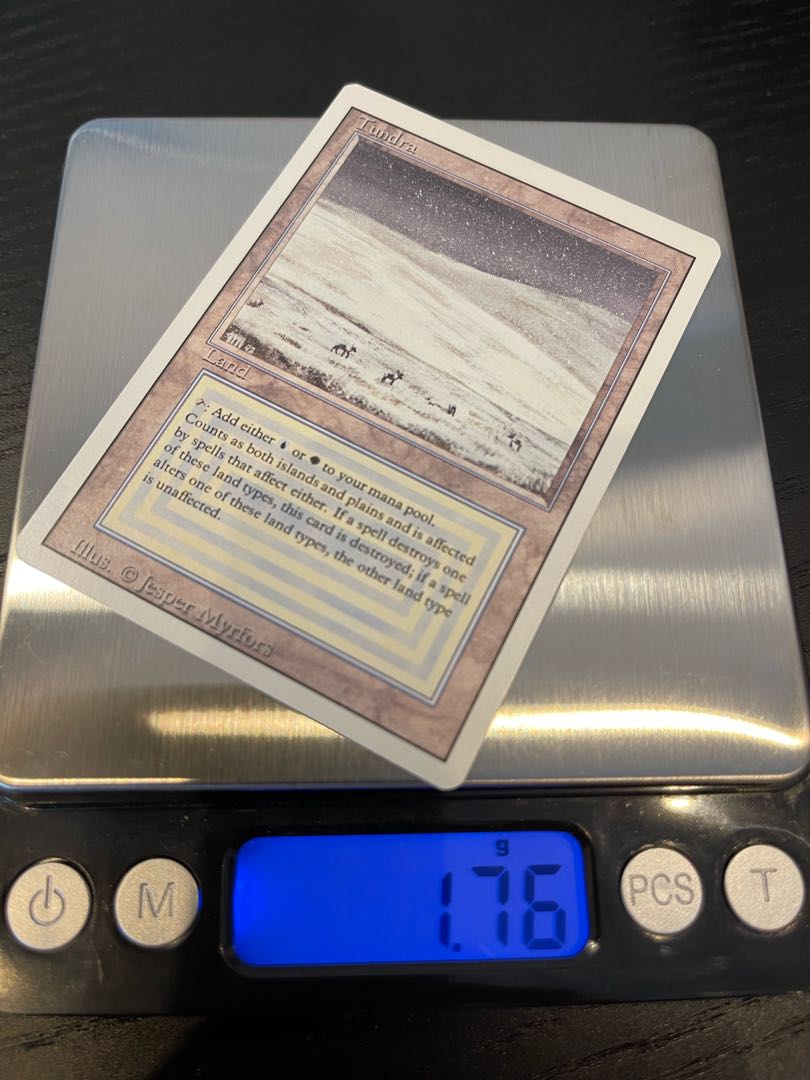 Tundra
Land
: Add either or to your mana pool.
Counts as both islands and plains and is affected
by spells that affect either. If a spell destroys one
of these land types, this card is destroyed; if a spell
alters one of these land types, the other land type
is unaffected.
Illus. © Jesper Myrfors
g
1.76
M
PCS
T